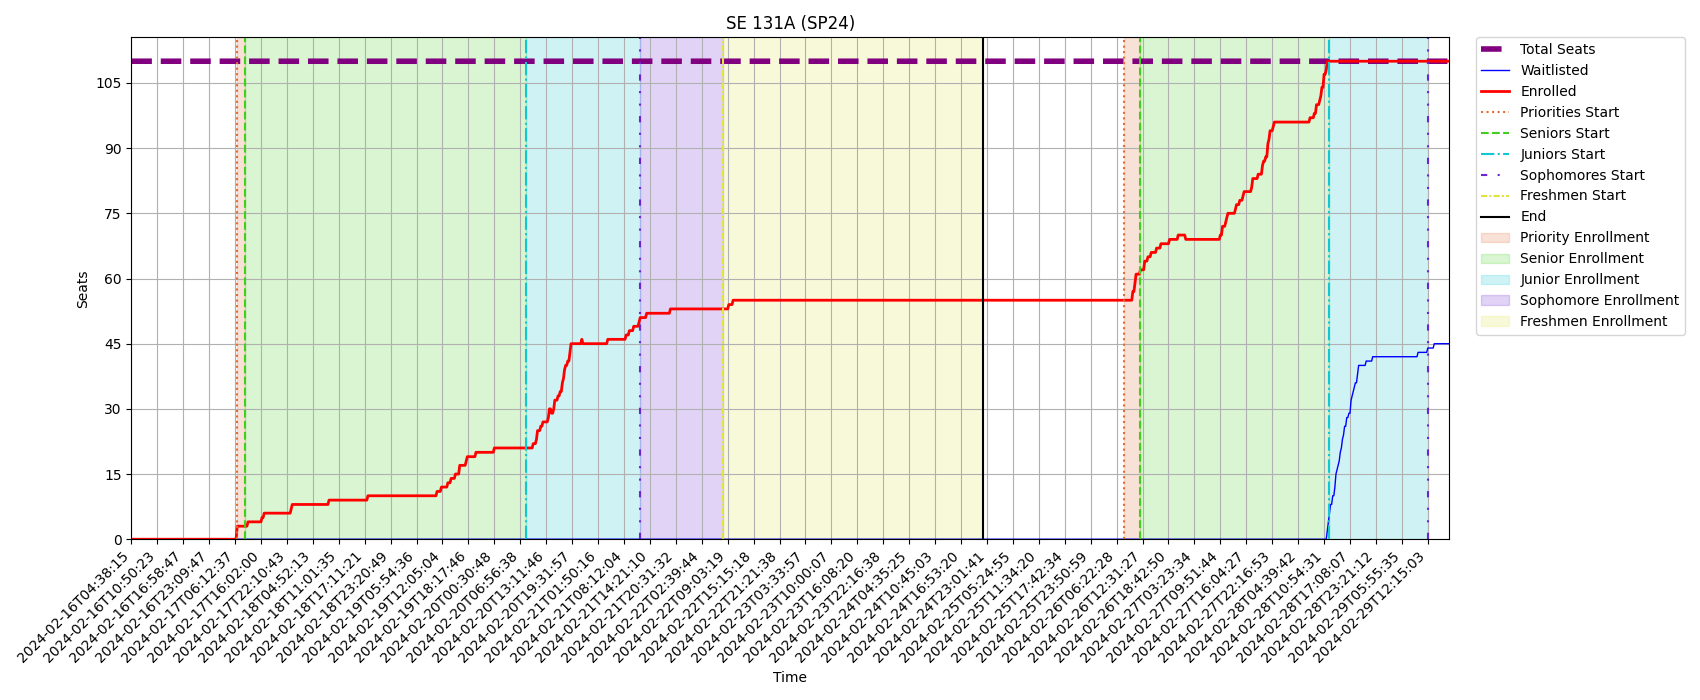 SE 131A (SP24)
Seats
105
90
75
60
45
30
15
0
2024-02-16T04:38:15
2024-02-16T10:50:23
2024-02-16T16:58:47
2024-02-16T23:09:47
2024-02-17T06:12:37
2024-02-17T16:02:00
2024-02-17T22:10:43
2024-02-18T04:52:13
2024-02-18T11:01:35
2024-02-18T17:11:21
2024-02-18T23:20:49
2024-02-19T05:54:36
2024-02-19T12:05:04
2024-02-19T18:17:46
2024-02-20T00:30:48
2024-02-20T06:56:38
2024-02-20T13:11:46
2024-02-20T19:31:57
2024-02-21T01:50:16
2024-02-21T08:12:04
2024-02-21T14:21:10
2024-02-21T20:31:32
2024-02-22T02:39:44
2024-02-22T09:03:19
2024-02-22T15:15:18
2024-02-22T21:21:38
2024-02-23T03:33:57
2024-02-23T10:00:07
2024-02-23T16:08:20
2024-02-23T22:16:38
2024-02-24T04:35:25
2024-02-24T10:45:03
2024-02-24T16:53:20
2024-02-24T23:01:41
2024-02-25T05:24:55
2024-02-25T11:34:20
2024-02-25T17:42:34
2024-02-25T23:50:59
2024-02-26T06:22:28
2024-02-26T12:31:27
2024-02-26T18:42:50
2024-02-27T03:23:34
2024-02-27T09:51:44
2024-02-27T16:04:27
2024-02-27T22:16:53
2024-02-28T04:39:42
2024-02-28T10:54:31
2024-02-28T17:08:07
2024-02-28T23:21:12
2024-02-29T05:55:35
2024-02-29T12:15:03
Time
Total Seats
Waitlisted
Enrolled
Priorities Start
Seniors Start
Juniors Start
Sophomores Start
Freshmen Start
End
Priority Enrollment
Senior Enrollment
Junior Enrollment
Sophomore Enrollment
Freshmen Enrollment